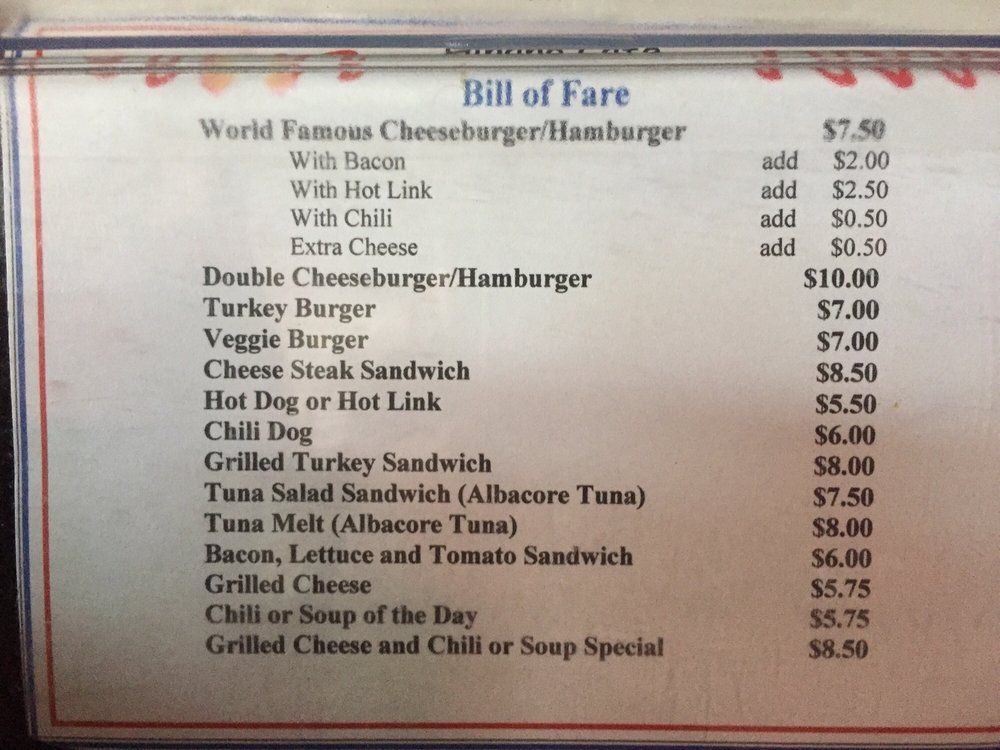 Bill of Fare
World Famous Cheeseburger/Hamburger $7.50
With Bacon add $2.00
With Hot Link add $2.50
With Chili add $0.50
Extra Cheese add $0.50
Double Cheeseburger/Hamburger $10.00
Turkey Burger $7.00
Veggie Burger $7.00
Cheese Steak Sandwich $8.50
Hot Dog or Hot Link $5.50
Chili Dog $6.00
Grilled Turkey Sandwich $8.00
Tuna Salad Sandwich (Albacore Tuna) $7.50
Tuna Melt (Albacore Tuna) $8.00
Bacon, Lettuce and Tomato Sandwich $6.00
Grilled Cheese $5.75
Chili or Soup of the Day $5.75
Grilled Cheese and Chili or Soup Special $8.50